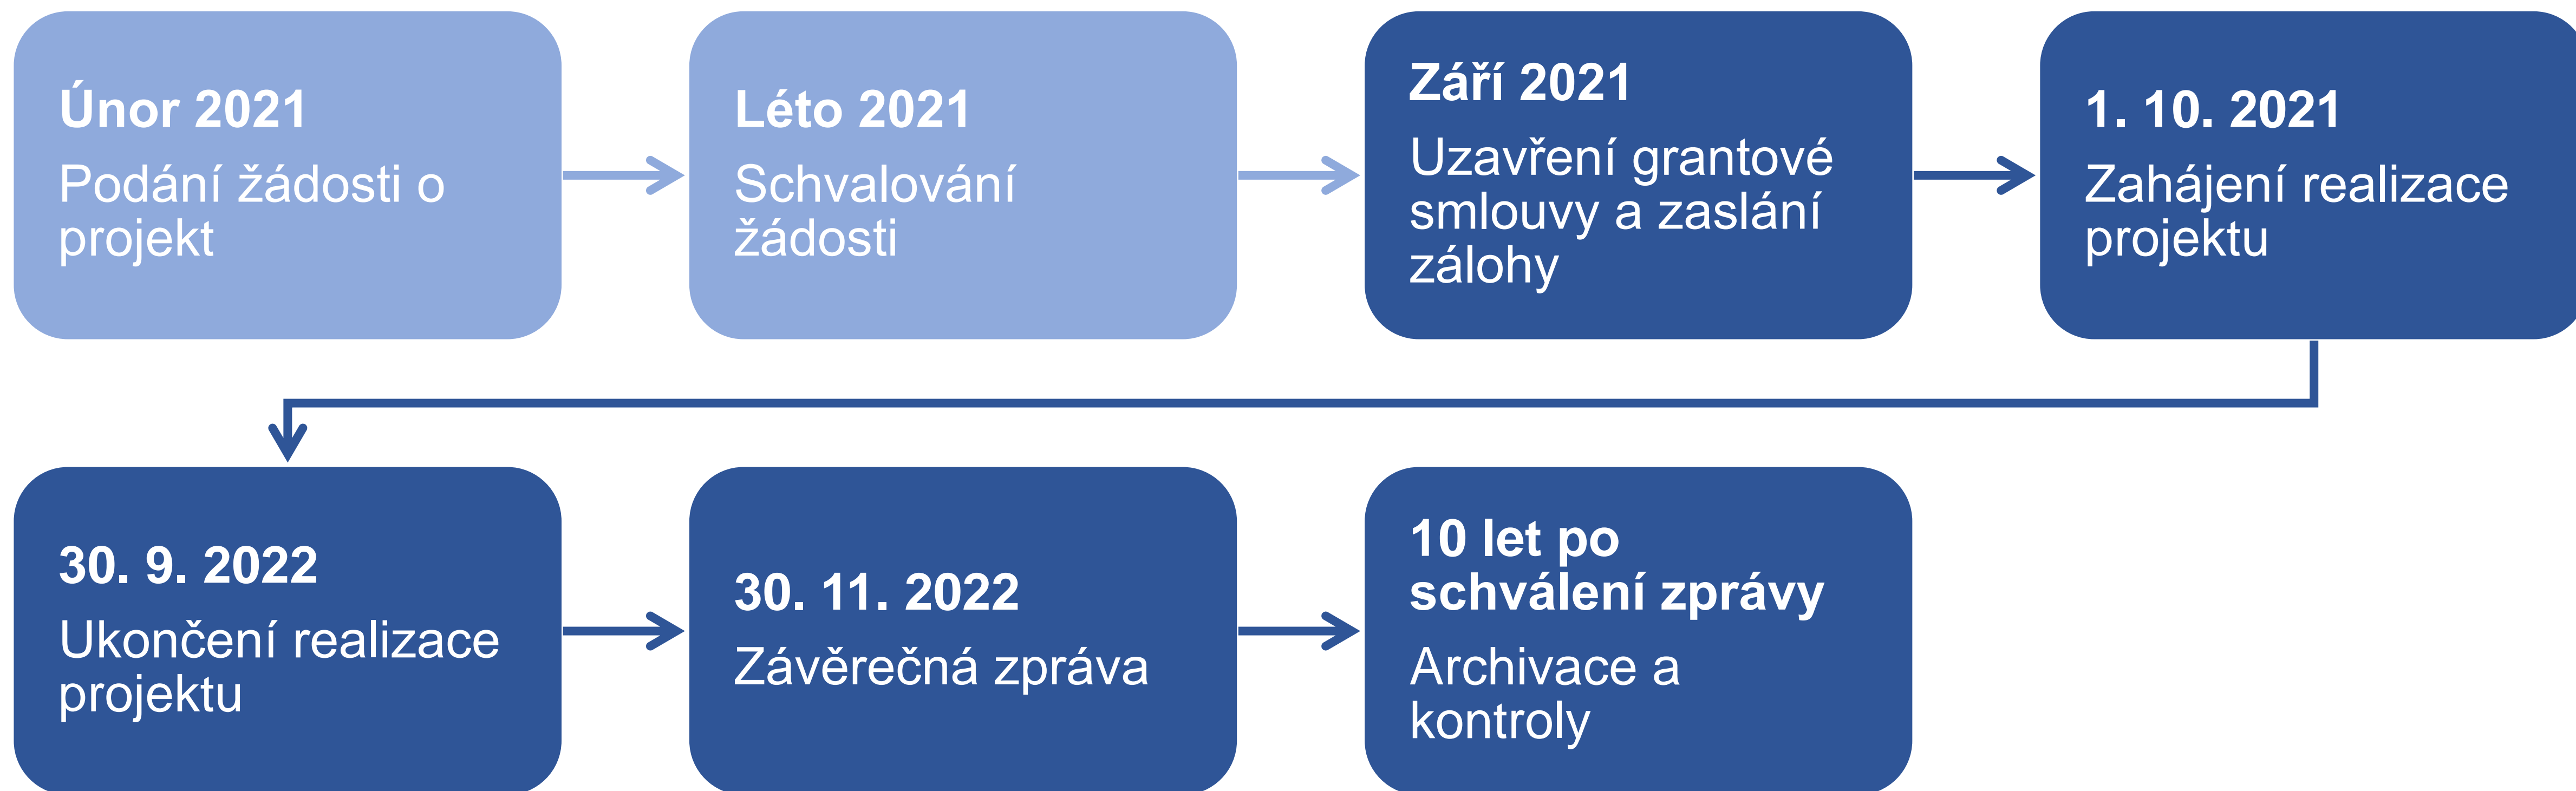 Únor 2021
Podání žádosti o
projekt
Léto 2021
Schvalování
žádosti
Září 2021
Uzavření grantové
smlouvy a zaslání
zálohy
1. 10. 2021
Zahájení realizace
projektu
30. 9. 2022
Ukončení realizace
projektu
30. 11. 2022
Závěrečná zpráva
10 let po
schválení zprávy
Archivace a
kontroly